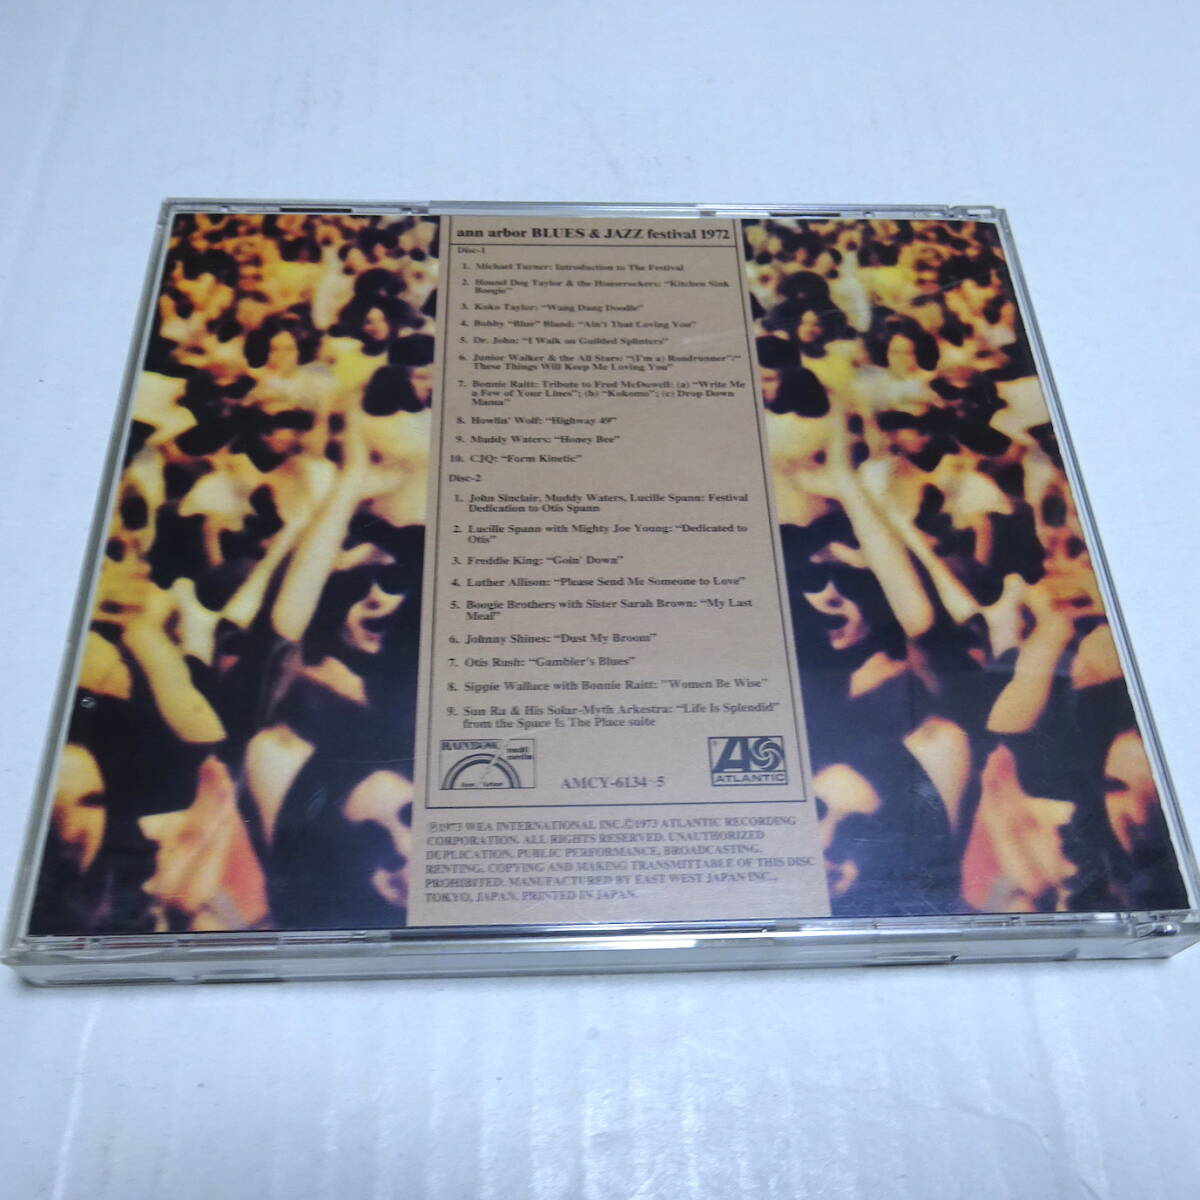 ann arbor BLUES & JAZZ festival 1972
Disc-1
1. Michael Turner: Introduction to The Festival
2. Hound Dog Taylor & the Houserockers: "Kitchen Sink
Boogie"
3. Koko Taylor: "Wang Dang Doodle"
4. Bobby "Blue" Bland: "Ain't That Loving You"
5. Dr. John: "I Walk on Guilded Splinters"
6. Junior Walker & the All Stars: "(I'm a) Roadrunner"/"
These Things Will Keep Me Loving You"
7. Bonnie Raitt: Tribute to Fred McDowell: (a) "Write Me
a Few of Your Lines"; (b) "Kokomo"; (c) Drop Down
Mama"
8. Howlin' Wolf: "Highway 49"
9. Muddy Waters: "Honey Bee"
10. CJQ: "Form Kinetic"
Disc-2
1. John Sinclair, Muddy Waters, Lucille Spann: Festival
Dedication to Otis Spann
2. Lucille Spann with Mighty Joe Young: "Dedicated to
Otis"
3. Freddie King: "Goin' Down"
4. Luther Allison: "Please Send Me Someone to Love"
5. Boogie Brothers with Sister Sarah Brown: "My Last
Meal"
6. Johnny Shines: "Dust My Broom"
7. Otis Rush: "Gambler's Blues"
8. Sippie Wallace with Bonnie Raitt: "Women Be Wise"
9. Sun Ra & His Solar-Myth Arkestra: "Life Is Splendid"
from the Space Is The Place suite
RAINBOW
multi
media
AMCY-6134~5
ATLANTIC
℗1973 WEA INTERNATIONAL INC.©1973 ATLANTIC RECORDING
CORPORATION. ALL RIGHTS RESERVED. UNAUTHORIZED
DUPLICATION, PUBLIC PERFORMANCE, BROADCASTING,
RENTING, COPYING AND MAKING TRANSMITTABLE OF THIS DISC
PROHIBITED. MANUFACTURED BY EAST WEST JAPAN INC.,
TOKYO, JAPAN. PRINTED IN JAPAN.